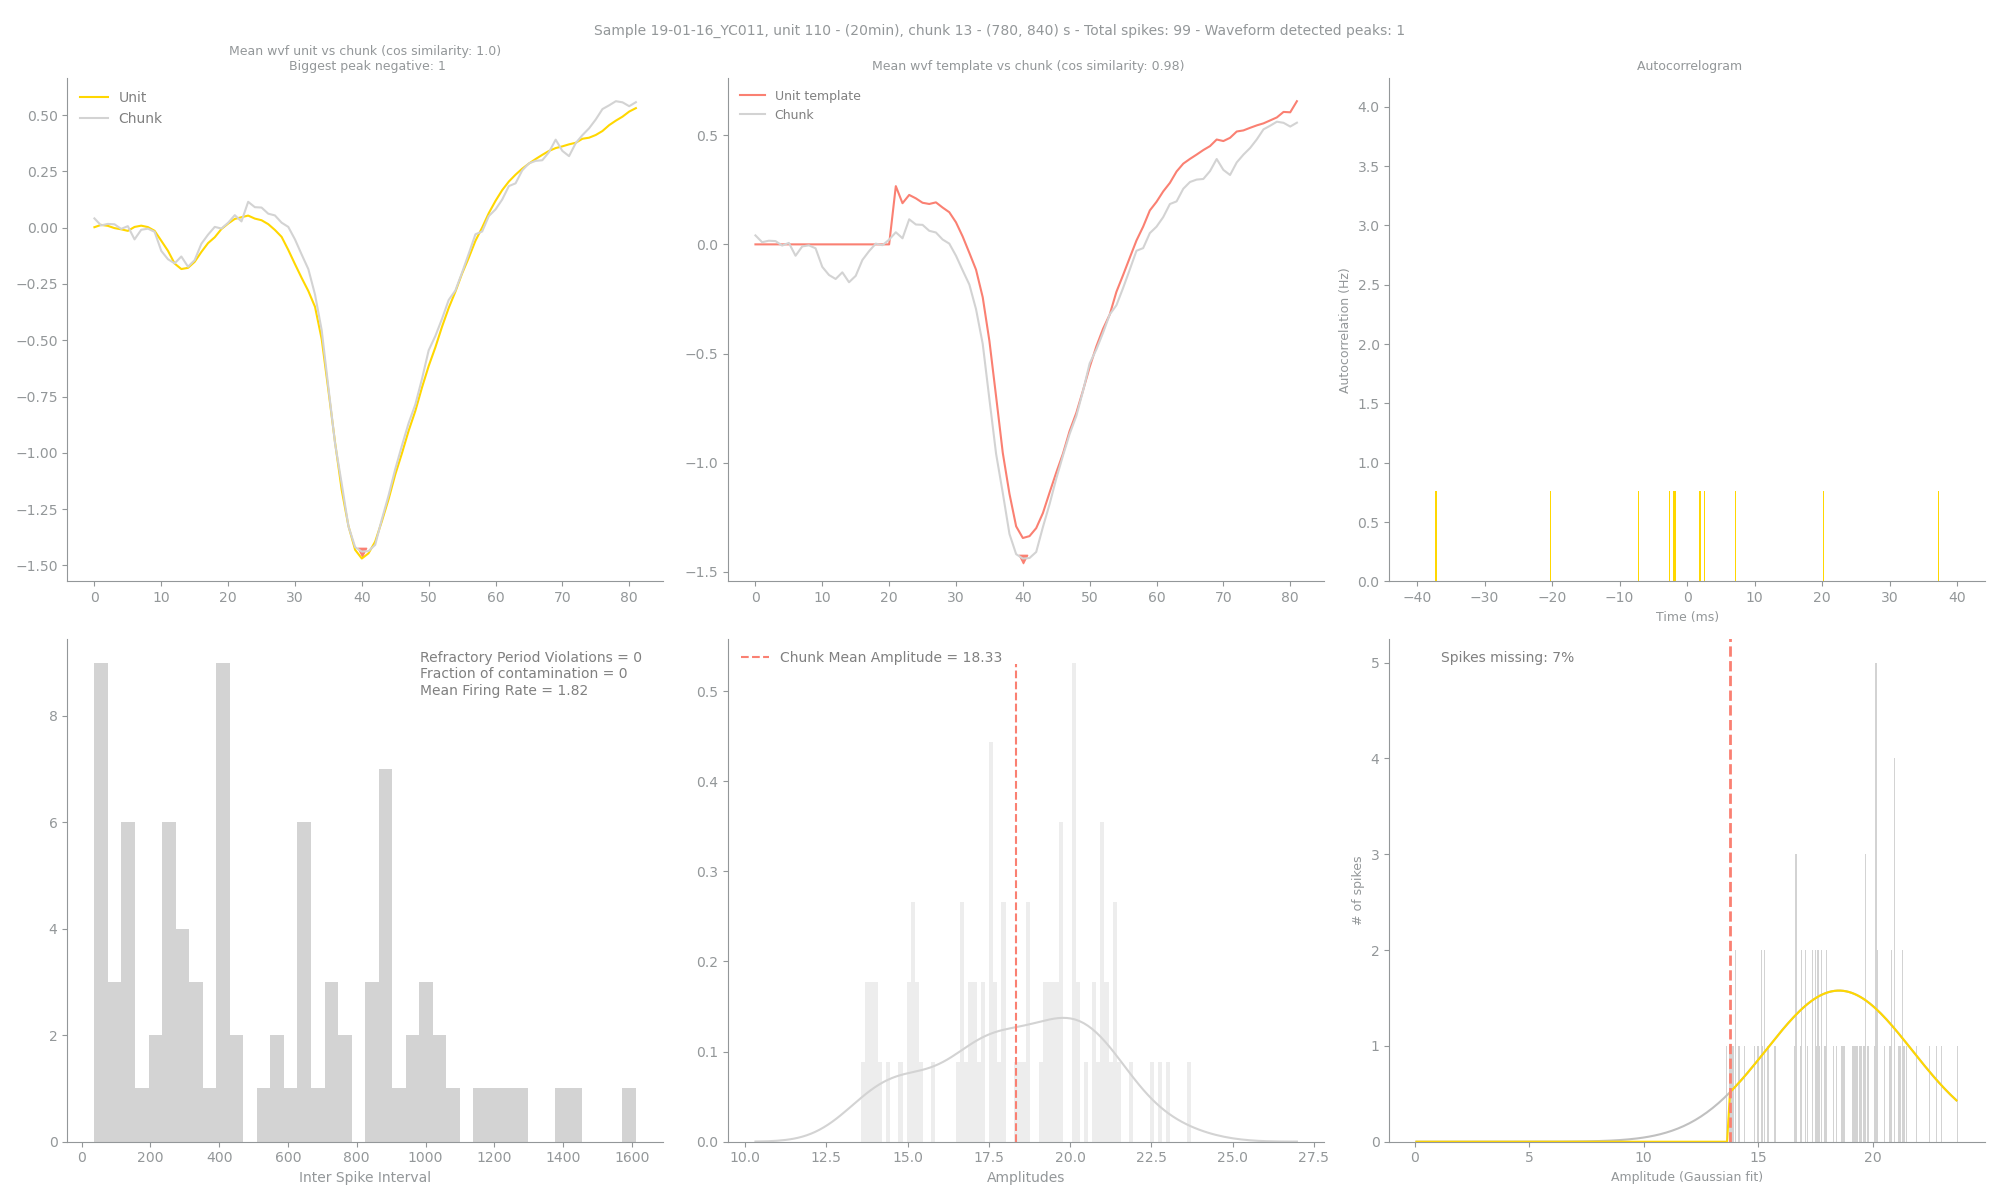 Sample 19-01-16_YC011, unit 110 - (20min), chunk 13 - (780, 840) s - Total spikes: 99 - Waveform detected peaks: 1
Mean wvf unit vs chunk (cos similarity: 1.0)
Biggest peak negative: 1
Unit
Chunk
0.50
0.25
0.00
−0.25
−0.50
−0.75
−1.00
−1.25
−1.50
0 10 20 30 40 50 60 70 80
Mean wvf template vs chunk (cos similarity: 0.98)
Unit template
Chunk
0.5
0.0
−0.5
−1.0
−1.5
0 10 20 30 40 50 60 70 80
Autocorrelogram
Autocorrelation (Hz)
4.0
3.5
3.0
2.5
2.0
1.5
1.0
0.5
0.0
−40 −30 −20 −10 0 10 20 30 40
Time (ms)
Refractory Period Violations = 0
Fraction of contamination = 0
Mean Firing Rate = 1.82
8
6
4
2
0
0 200 400 600 800 1000 1200 1400 1600
Inter Spike Interval
Chunk Mean Amplitude = 18.33
0.5
0.4
0.3
0.2
0.1
0.0
10.0 12.5 15.0 17.5 20.0 22.5 25.0 27.5
Amplitudes
Spikes missing: 7%
# of spikes
5
4
3
2
1
0
0 5 10 15 20
Amplitude (Gaussian fit)